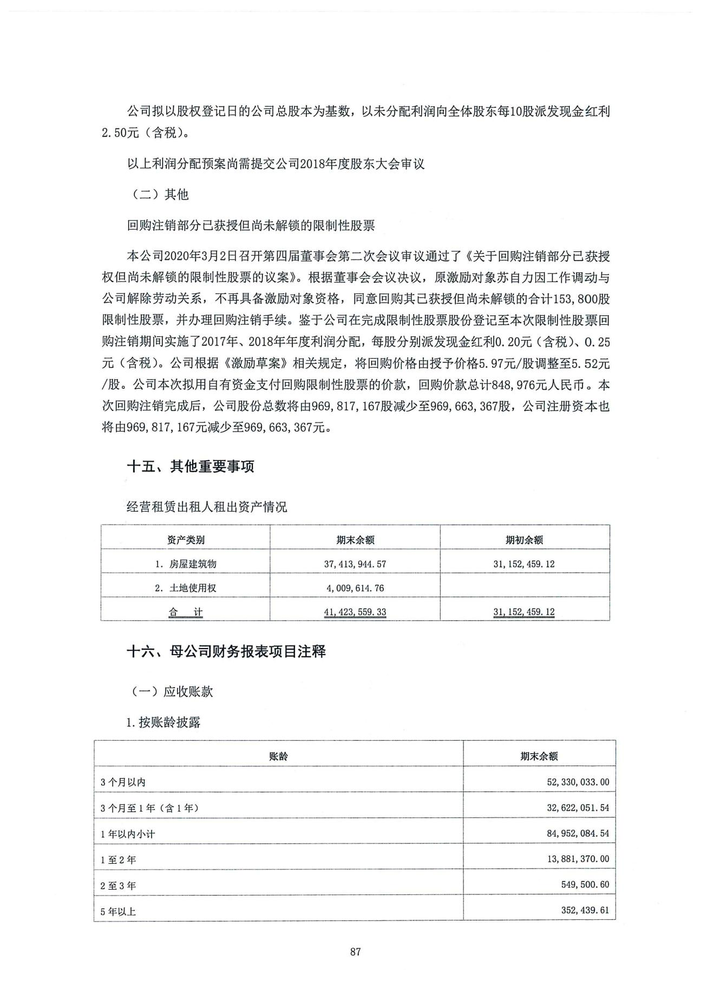 公司拟以股权登记日的公司总股本为基数，以未分配利润向全体股东每10股派发现金红利
2.50元（含税）。
以上利润分配预案尚需提交公司2018年度股东大会审议
（二）其他
回购注销部分已获授但尚未解锁的限制性股票
本公司2020年3月2日召开第四届董事会第二次会议审议通过了《关于回购注销部分已获授
权但尚未解锁的限制性股票的议案》。根据董事会会议决议，原激励对象苏自力因工作调动与
公司解除劳动关系，不再具备激励对象资格，同意回购其已获授但尚未解锁的合计153,800股
限制性股票，并办理回购注销手续。鉴于公司在完成限制性股票股份登记至本次限制性股票回
购注销期间实施了2017年、2018年年度利润分配，每股分别派发现金红利0.20元（含税）、0.25
元（含税）。公司根据《激励草案》相关规定，将回购价格由授予价格5.97元/股调整至5.52元
/股。公司本次拟用自有资金支付回购限制性股票的价款，回购价款总计848,976元人民币。本
次回购注销完成后，公司股份总数将由969,817,167股减少至969,663,367股，公司注册资本也
将由969,817,167元减少至969,663,367元。
十五、其他重要事项
经营租赁出租人租出资产情况
资产类别 期末余额 期初余额
1. 房屋建筑物 37,413,944.57 31,152,459.12
2. 土地使用权 4,009,614.76
合 计 41,423,559.33 31,152,459.12
十六、母公司财务报表项目注释
（一）应收账款
1.按账龄披露
账龄 期末余额
3个月以内 52,330,033.00
3个月至1年（含1年） 32,622,051.54
1年以内小计 84,952,084.54
1至2年 13,881,370.00
2至3年 549,500.60
5年以上 352,439.61
87